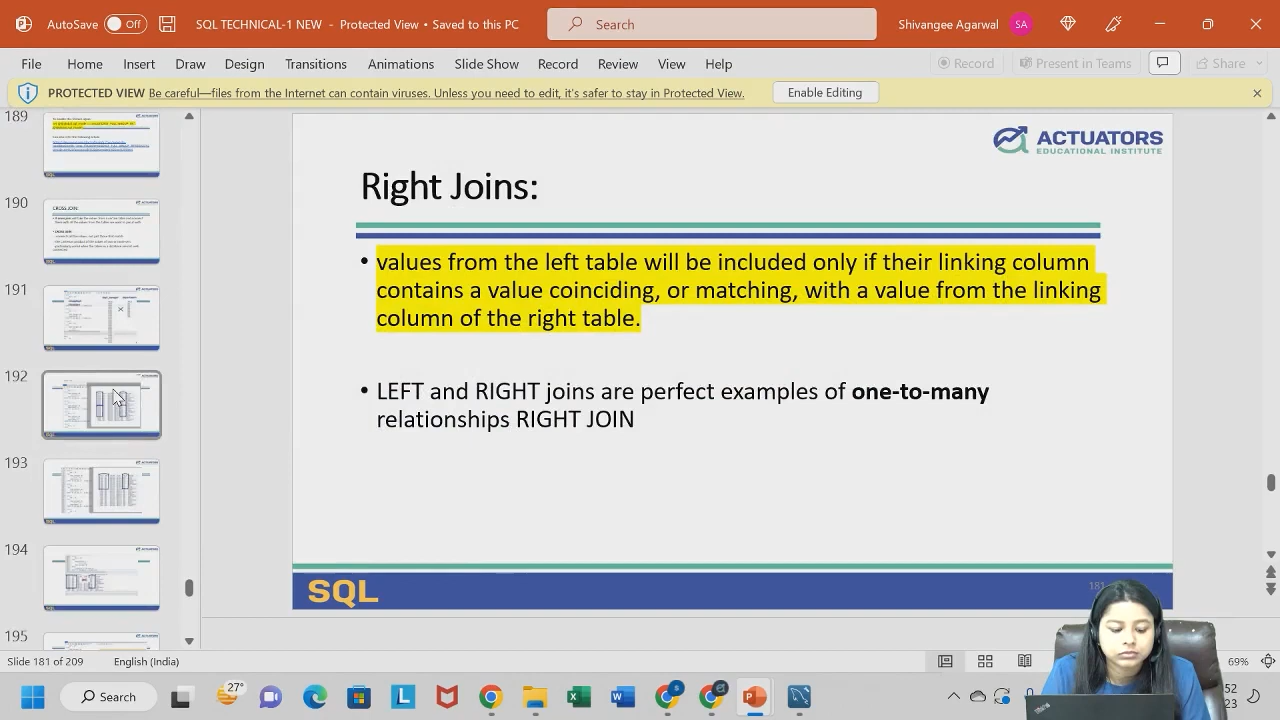 AutoSave Off SQL TECHNICAL-1 NEW - Protected View • Saved to this PC Search Shivangee Agarwal SA
File Home Insert Draw Design Transitions Animations Slide Show Record Review View Help Record Present in Teams Share
PROTECTED VIEW Be careful—files from the Internet can contain viruses. Unless you need to edit, it's safer to stay in Protected View. Enable Editing
189
190
CROSS JOIN:
191
192
193
194
195
ACTUATORS
EDUCATIONAL INSTITUTE
Right Joins:
• values from the left table will be included only if their linking column
contains a value coinciding, or matching, with a value from the linking
column of the right table.
• LEFT and RIGHT joins are perfect examples of one-to-many
relationships RIGHT JOIN
SQL
181
Slide 181 of 209 English (India) 69%
27° Search